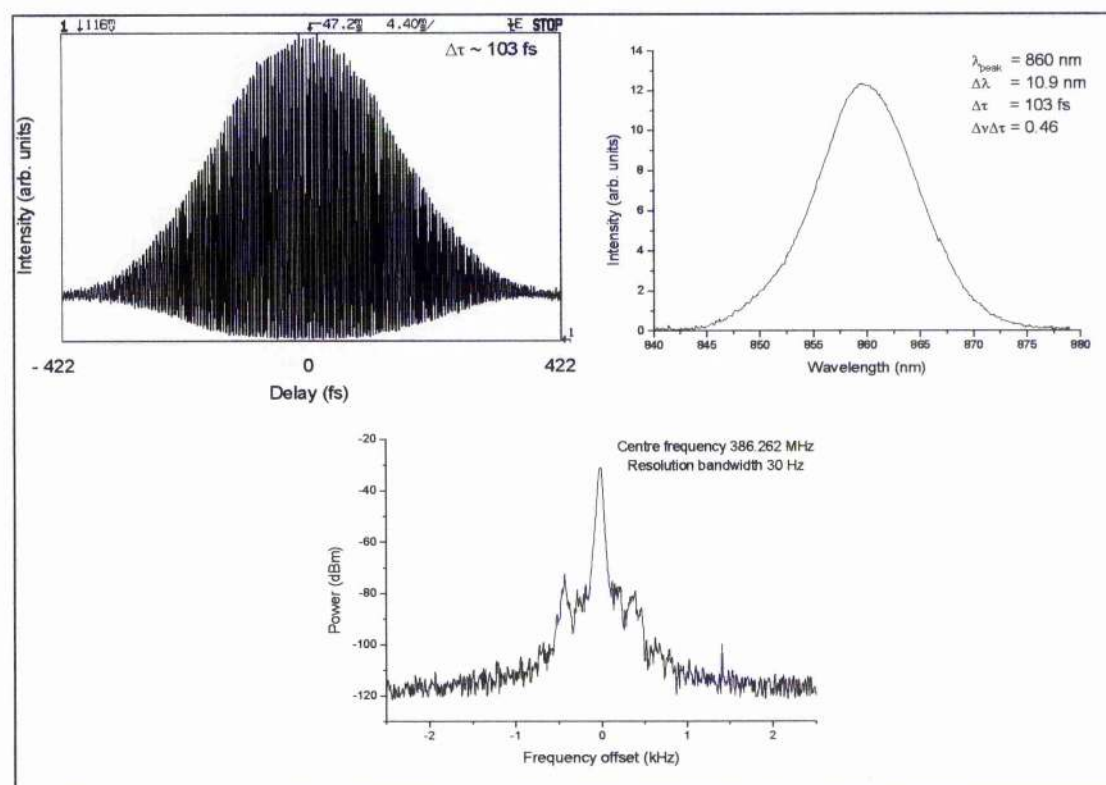 -47.2
4.40
STOP
Δτ ~ 103 fs
Intensity (arb. units)
- 422
0
422
Delay (fs)
λpeak = 860 nm
Δλ = 10.9 nm
Δτ = 103 fs
ΔνΔτ = 0.46
Intensity (arb. units)
14
12
10
8
6
4
2
0
840
845
850
855
860
865
870
875
880
Wavelength (nm)
Centre frequency 386.262 MHz
Resolution bandwidth 30 Hz
Power (dBm)
-20
-40
-60
-80
-100
-120
-2
-1
0
1
2
Frequency offset (kHz)